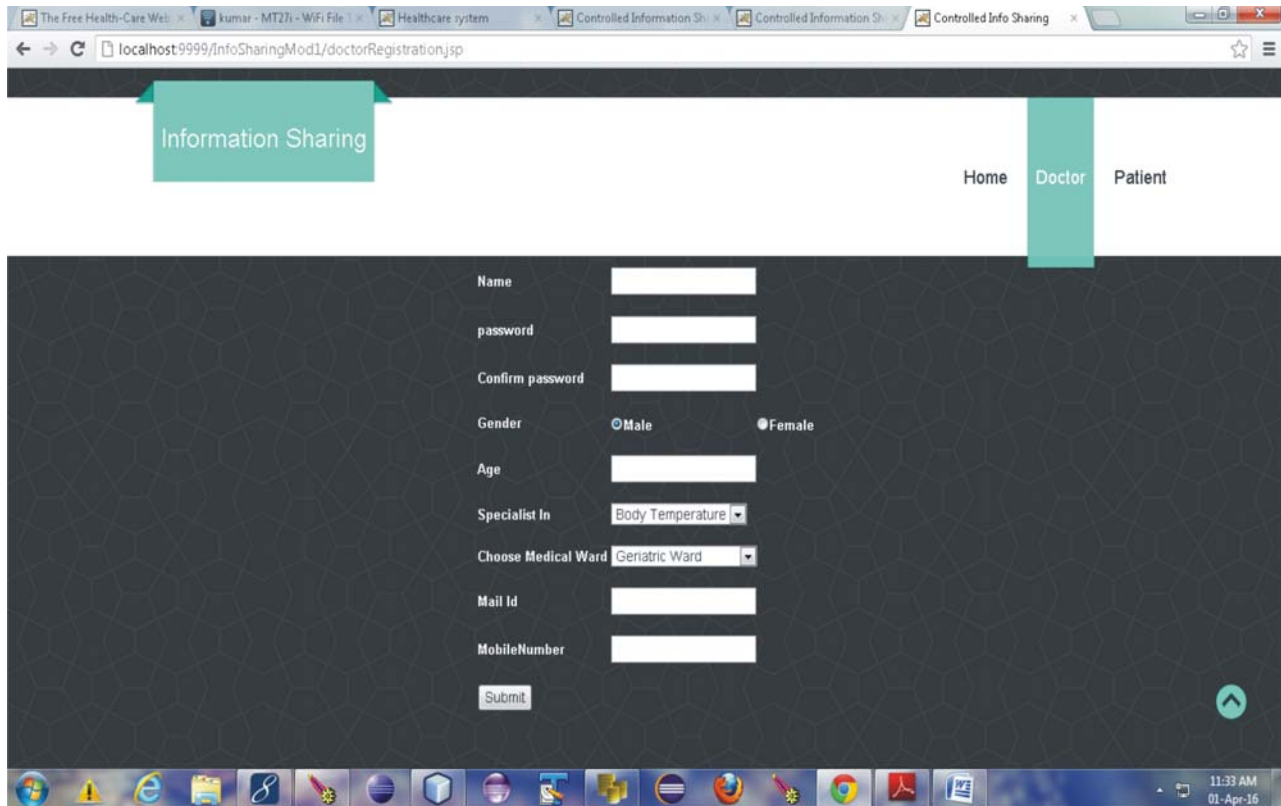 The Free Health-Care Web
kumar - MT27i - WiFi File T
Healthcare system
Controlled Information Sh
Controlled Information Sh
Controlled Info Sharing
localhost:9999/InfoSharingMod1/doctorRegistration.jsp
Information Sharing
Home Doctor Patient
Name
password
Confirm password
Gender Male Female
Age
Specialist In Body Temperature
Choose Medical Ward Geriatric Ward
Mail Id
MobileNumber
Submit
11:33 AM
01-Apr-16